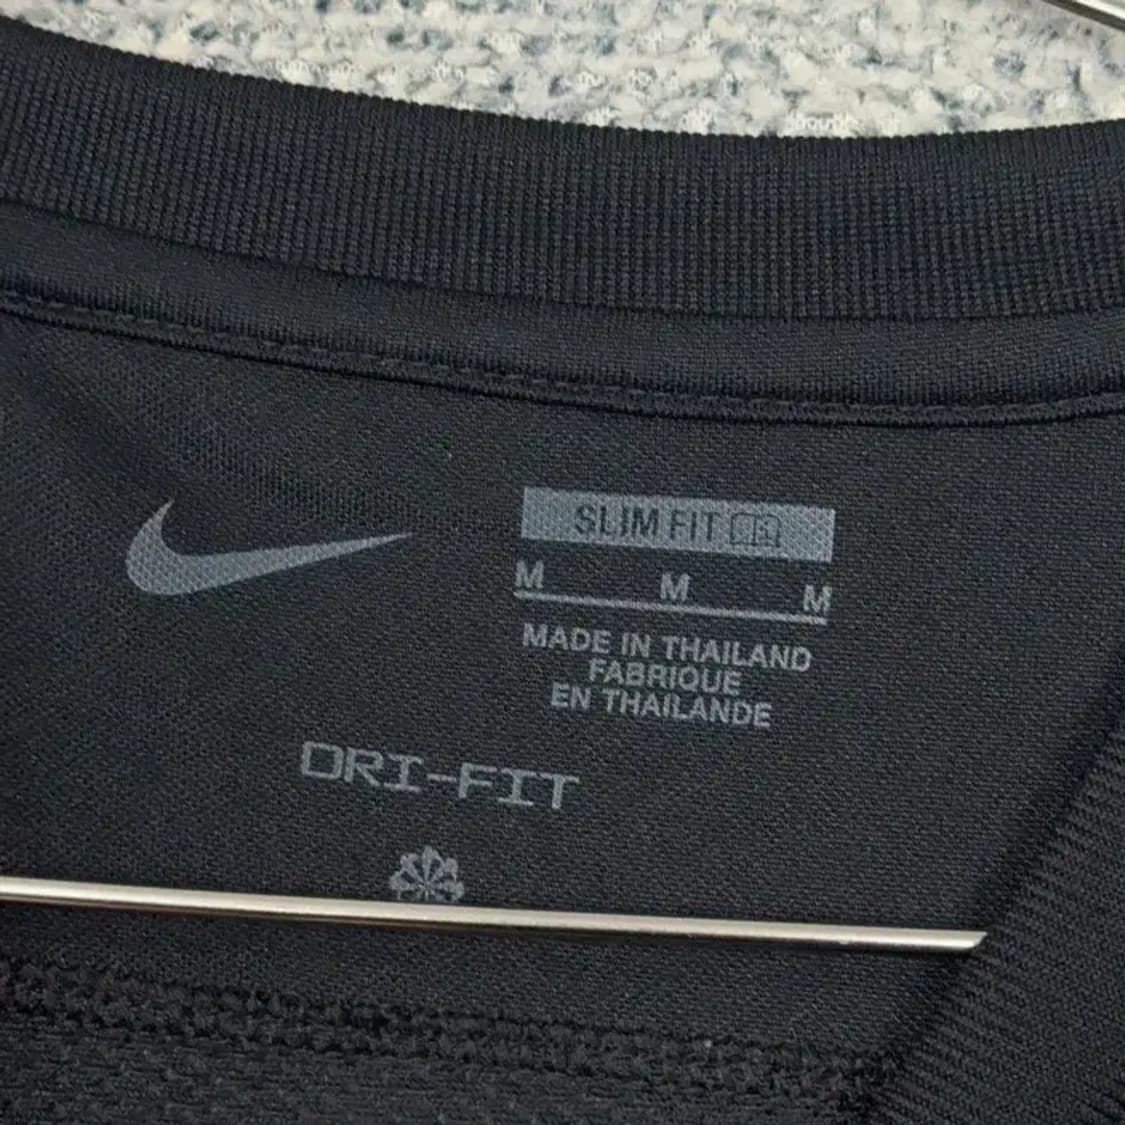 SLIM FIT
M M M
MADE IN THAILAND
FABRIQUE
EN THAILANDE
DRI-FIT